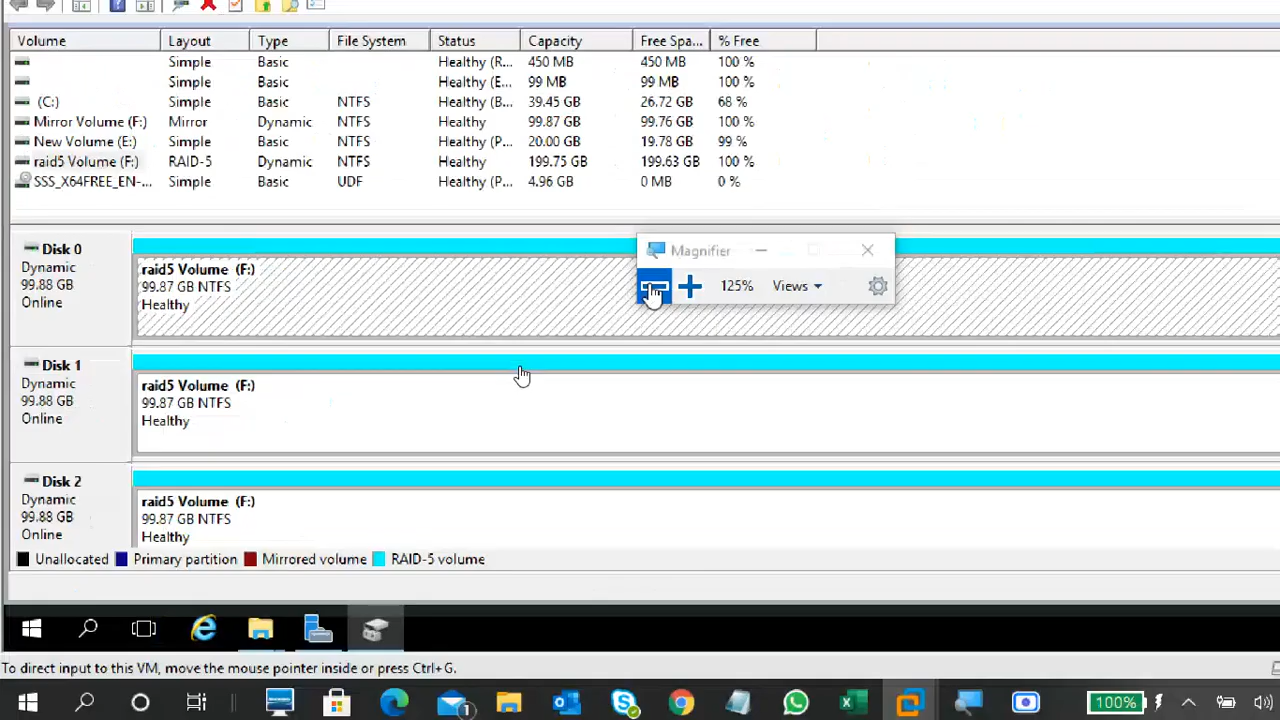 Volume Layout Type File System Status Capacity Free Spa... % Free
Simple Basic Healthy (R... 450 MB 450 MB 100 %
Simple Basic Healthy (E... 99 MB 99 MB 100 %
(C:) Simple Basic NTFS Healthy (B... 39.45 GB 26.72 GB 68 %
Mirror Volume (F:) Mirror Dynamic NTFS Healthy 99.87 GB 99.76 GB 100 %
New Volume (E:) Simple Basic NTFS Healthy (P... 20.00 GB 19.78 GB 99 %
raid5 Volume (F:) RAID-5 Dynamic NTFS Healthy 199.75 GB 199.63 GB 100 %
SSS_X64FREE_EN-... Simple Basic UDF Healthy (P... 4.96 GB 0 MB 0 %
Disk 0
Dynamic
99.88 GB
Online
raid5 Volume (F:)
99.87 GB NTFS
Healthy
Magnifier
125% Views
Disk 1
Dynamic
99.88 GB
Online
raid5 Volume (F:)
99.87 GB NTFS
Healthy
Disk 2
Dynamic
99.88 GB
Online
raid5 Volume (F:)
99.87 GB NTFS
Healthy
Unallocated Primary partition Mirrored volume RAID-5 volume
To direct input to this VM, move the mouse pointer inside or press Ctrl+G.
1
100%